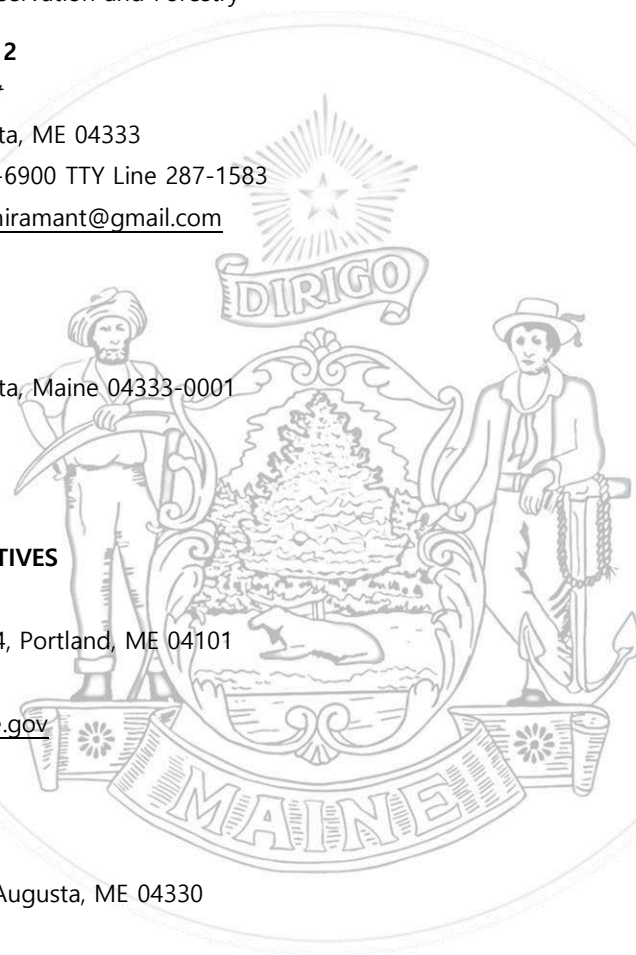 servation and Forestry
2
ta, ME 04333
-6900 TTY Line 287-1583
miramant@gmail.com
DIRIGO
ta, Maine 04333-0001
TIVES
4, Portland, ME 04101
e.gov
MAINE
Augusta, ME 04330